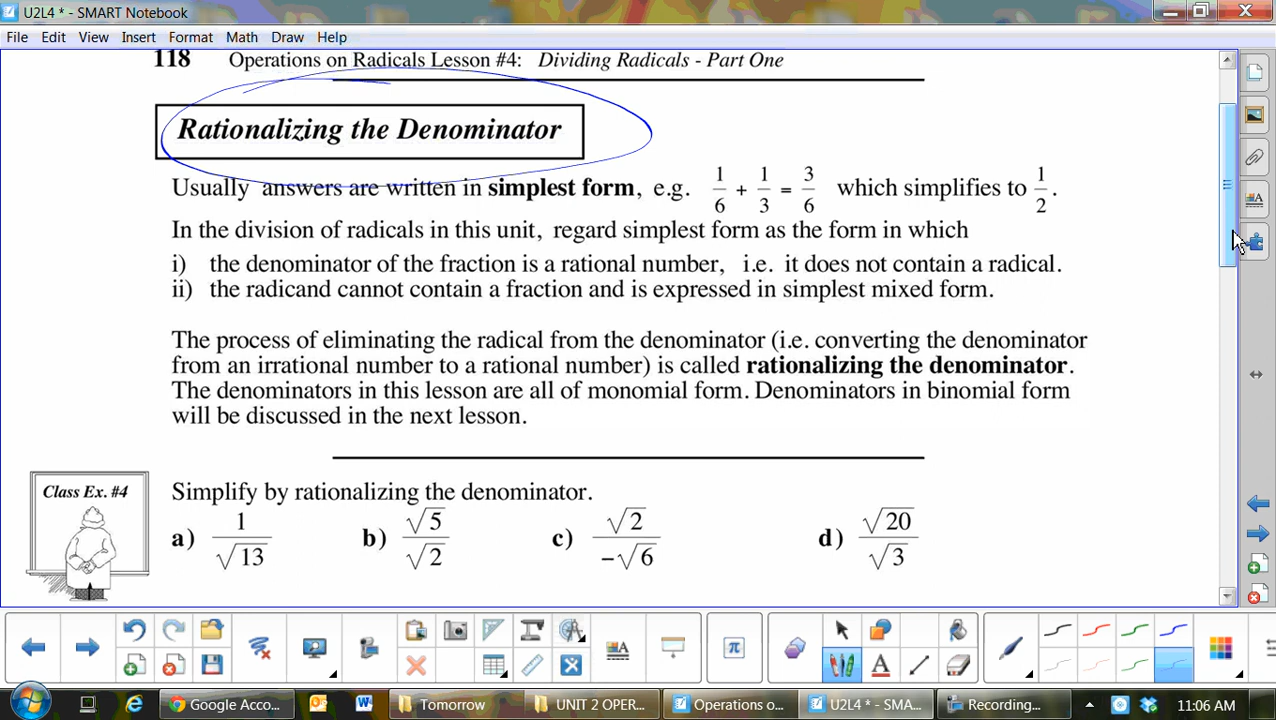 U2L4 * - SMART Notebook
File Edit View Insert Format Math Draw Help
118 Operations on Radicals Lesson #4: Dividing Radicals - Part One
Rationalizing the Denominator
Usually answers are written in simplest form, e.g. 1/6 + 1/3 = 3/6 which simplifies to 1/2.
In the division of radicals in this unit, regard simplest form as the form in which
i) the denominator of the fraction is a rational number, i.e. it does not contain a radical.
ii) the radicand cannot contain a fraction and is expressed in simplest mixed form.
The process of eliminating the radical from the denominator (i.e. converting the denominator
from an irrational number to a rational number) is called rationalizing the denominator.
The denominators in this lesson are all of monomial form. Denominators in binomial form
will be discussed in the next lesson.
Class Ex. #4
Simplify by rationalizing the denominator.
a) 1/√13 b) √5/√2 c) √2/−√6 d) √20/√3
π A
Google Acco... Tomorrow UNIT 2 OPER... Operations o... U2L4 * - SMA... Recording... 11:06 AM